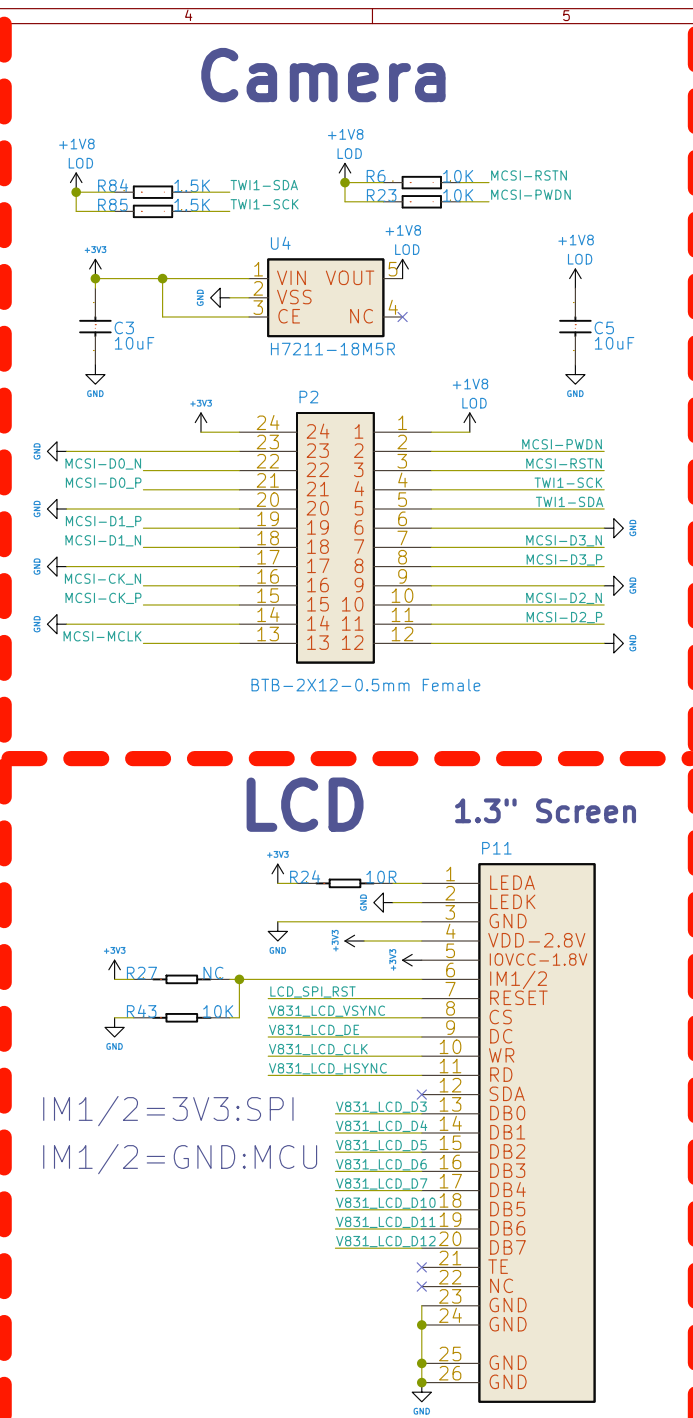 4 5
Camera
+1V8
LOD
R84 1.5K TWI1-SDA
R85 1.5K TWI1-SCK
+1V8
LOD
R6 10K MCSI-RSTN
R23 10K MCSI-PWDN
+3V3
C3
10uF
GND
U4
+1V8
LOD
1 VIN VOUT 5
GND 2 VSS
3 CE NC 4
H7211-18M5R
+1V8
LOD
C5
10uF
GND
P2
+3V3
+1V8
LOD
24 24 1 1
GND 23 23 2 2 MCSI-PWDN
MCSI-D0_N 22 22 3 3 MCSI-RSTN
MCSI-D0_P 21 21 4 4 TWI1-SCK
GND 20 20 5 5 TWI1-SDA
MCSI-D1_P 19 19 6 6 GND
MCSI-D1_N 18 18 7 7 MCSI-D3_N
GND 17 17 8 8 MCSI-D3_P
MCSI-CK_N 16 16 9 9 GND
MCSI-CK_P 15 15 10 10 MCSI-D2_N
GND 14 14 11 11 MCSI-D2_P
MCSI-MCLK 13 13 12 12 GND
BTB-2X12-0.5mm Female
LCD
1.3" Screen
P11
+3V3
R24 10R 1 LEDA
GND 2 LEDK
GND 3 GND
+3V3 4 VDD-2.8V
+3V3 5 IOVCC-1.8V
+3V3
R27 NC 6 IM1/2
R43 10K
GND
LCD_SPI_RST 7 RESET
V831_LCD_VSYNC 8 CS
V831_LCD_DE 9 DC
V831_LCD_CLK 10 WR
V831_LCD_HSYNC 11 RD
12 SDA
V831_LCD_D3 13 DB0
V831_LCD_D4 14 DB1
V831_LCD_D5 15 DB2
V831_LCD_D6 16 DB3
V831_LCD_D7 17 DB4
V831_LCD_D10 18 DB5
V831_LCD_D11 19 DB6
V831_LCD_D12 20 DB7
21 TE
22 NC
23 GND
24 GND
25 GND
26 GND
GND
IM1/2=3V3:SPI
IM1/2=GND:MCU